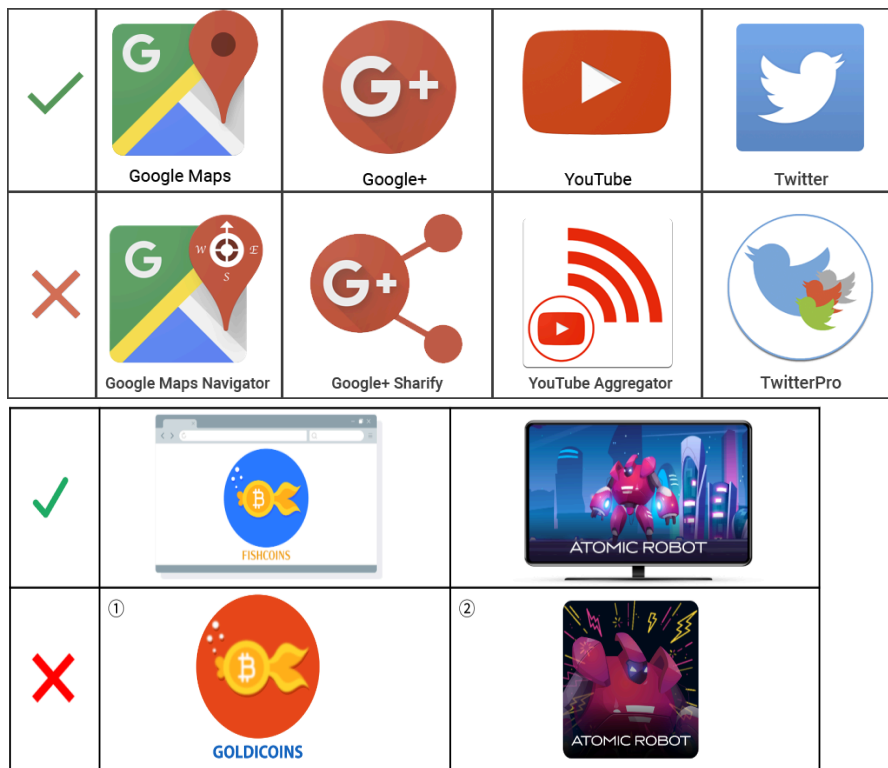 G
G+
Google Maps
Google+
YouTube
Twitter
G
W E
S
G+
Google Maps Navigator
Google+ Sharify
YouTube Aggregator
TwitterPro
FISHCOINS
ATOMIC ROBOT
①
②
GOLDICOINS
ATOMIC ROBOT